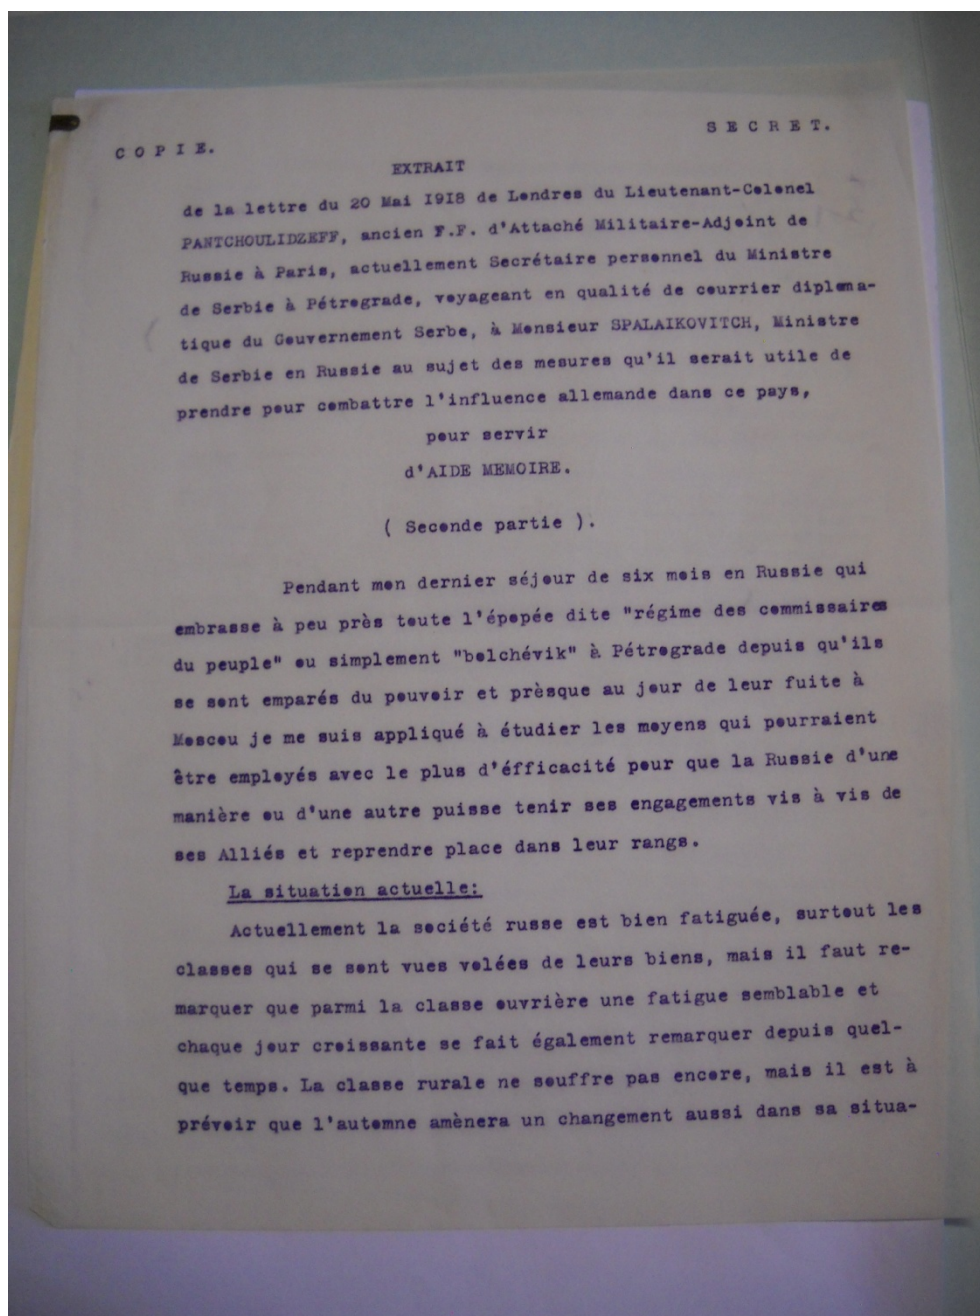 SECRET.
COPIE.
EXTRAIT
de la lettre du 20 Mai 1918 de Londres du Lieutenant-Colonel
PANTCHOULIDZEFF, ancien F.F. d'Attaché Militaire-Adjoint de
Russie à Paris, actuellement Secrétaire personnel du Ministre
de Serbie à Pétrograde, voyageant en qualité de courrier diploma-
tique du Gouvernement Serbe, à Monsieur SPALAIKOVITCH, Ministre
de Serbie en Russie au sujet des mesures qu'il serait utile de
prendre pour combattre l'influence allemande dans ce pays,
pour servir
d'AIDE MEMOIRE.
( Seconde partie ).
Pendant mon dernier séjour de six mois en Russie qui
embrasse à peu près toute l'épopée dite "régime des commissaires
du peuple" ou simplement "bolchévik" à Pétrograde depuis qu'ils
se sont emparés du pouvoir et prèsque au jour de leur fuite à
Moscou je me suis appliqué à étudier les moyens qui pourraient
être employés avec le plus d'éfficacité pour que la Russie d'une
manière ou d'une autre puisse tenir ses engagements vis à vis de
ses Alliés et reprendre place dans leur rangs.
La situation actuelle:
Actuellement la société russe est bien fatiguée, surtout les
classes qui se sont vues volées de leurs biens, mais il faut re-
marquer que parmi la classe ouvrière une fatigue semblable et
chaque jour croissante se fait également remarquer depuis quel-
que temps. La classe rurale ne souffre pas encore, mais il est à
prévoir que l'automne amènera un changement aussi dans sa situa-